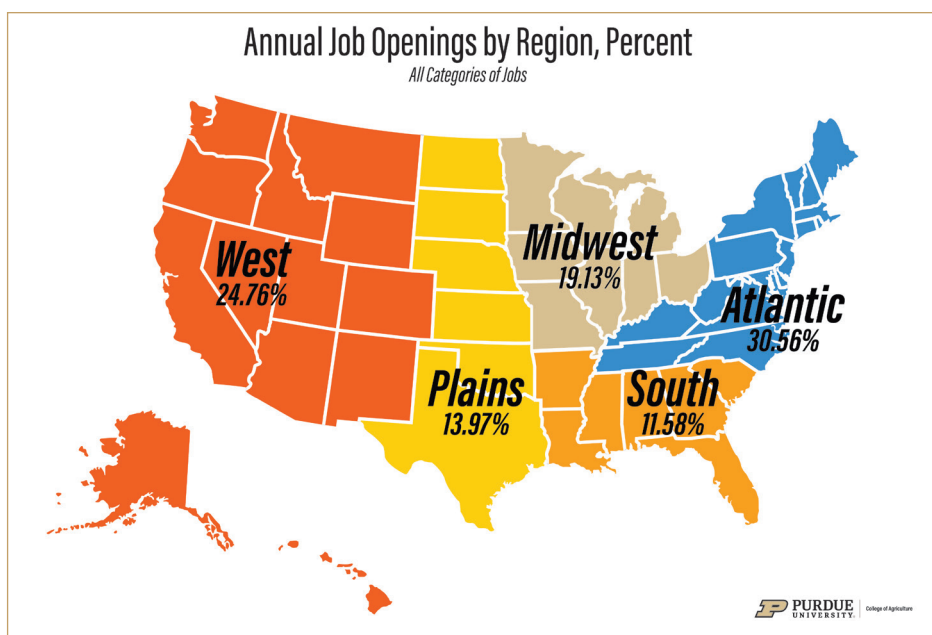 Annual Job Openings by Region, Percent
All Categories of Jobs
West
24.76%
Midwest
19.13%
Atlantic
30.56%
Plains
13.97%
South
11.58%
P PURDUE
UNIVERSITY.
College of Agriculture